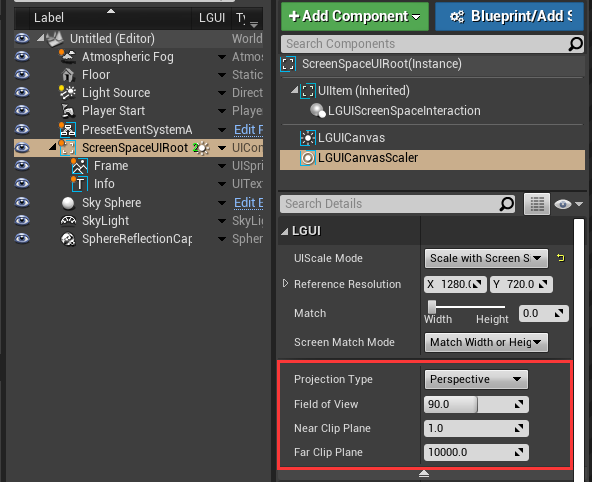 Label LGUI Ty
Untitled (Editor) World
Atmospheric Fog Atmos
Floor Static
Light Source Direct
Player Start Player
PresetEventSystemA Edit P
ScreenSpaceUIRoot 2 UICon
Frame UISpri
Info UIText
Sky Sphere Edit B
SkyLight SkyLig
SphereReflectionCap Sphere
+ Add Component
Blueprint/Add S
Search Components
ScreenSpaceUIRoot(Instance)
UIItem (Inherited)
LGUIScreenSpaceInteraction
LGUICanvas
LGUICanvasScaler
Search Details
LGUI
UIScale Mode Scale with Screen S
Reference Resolution X 1280.0 Y 720.0
Match 0.0
Width Height
Screen Match Mode Match Width or Heig
Projection Type Perspective
Field of View 90.0
Near Clip Plane 1.0
Far Clip Plane 10000.0